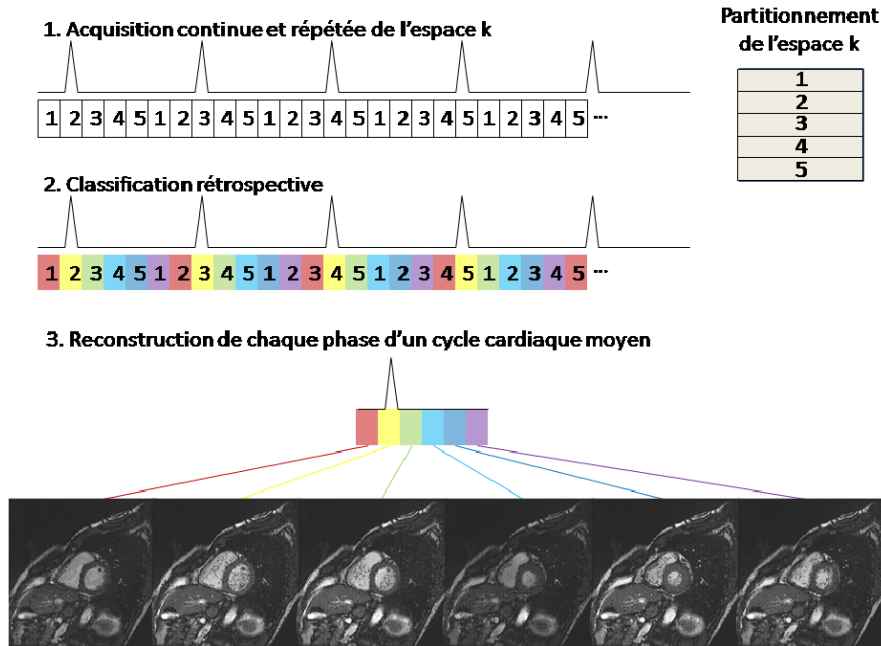 1. Acquisition continue et répétée de l'espace k
1 2 3 4 5 1 2 3 4 5 1 2 3 4 5 1 2 3 4 5 1 2 3 4 5 ...
Partitionnement
de l'espace k
1
2
3
4
5
2. Classification rétrospective
1 2 3 4 5 1 2 3 4 5 1 2 3 4 5 1 2 3 4 5 1 2 3 4 5 ...
3. Reconstruction de chaque phase d'un cycle cardiaque moyen